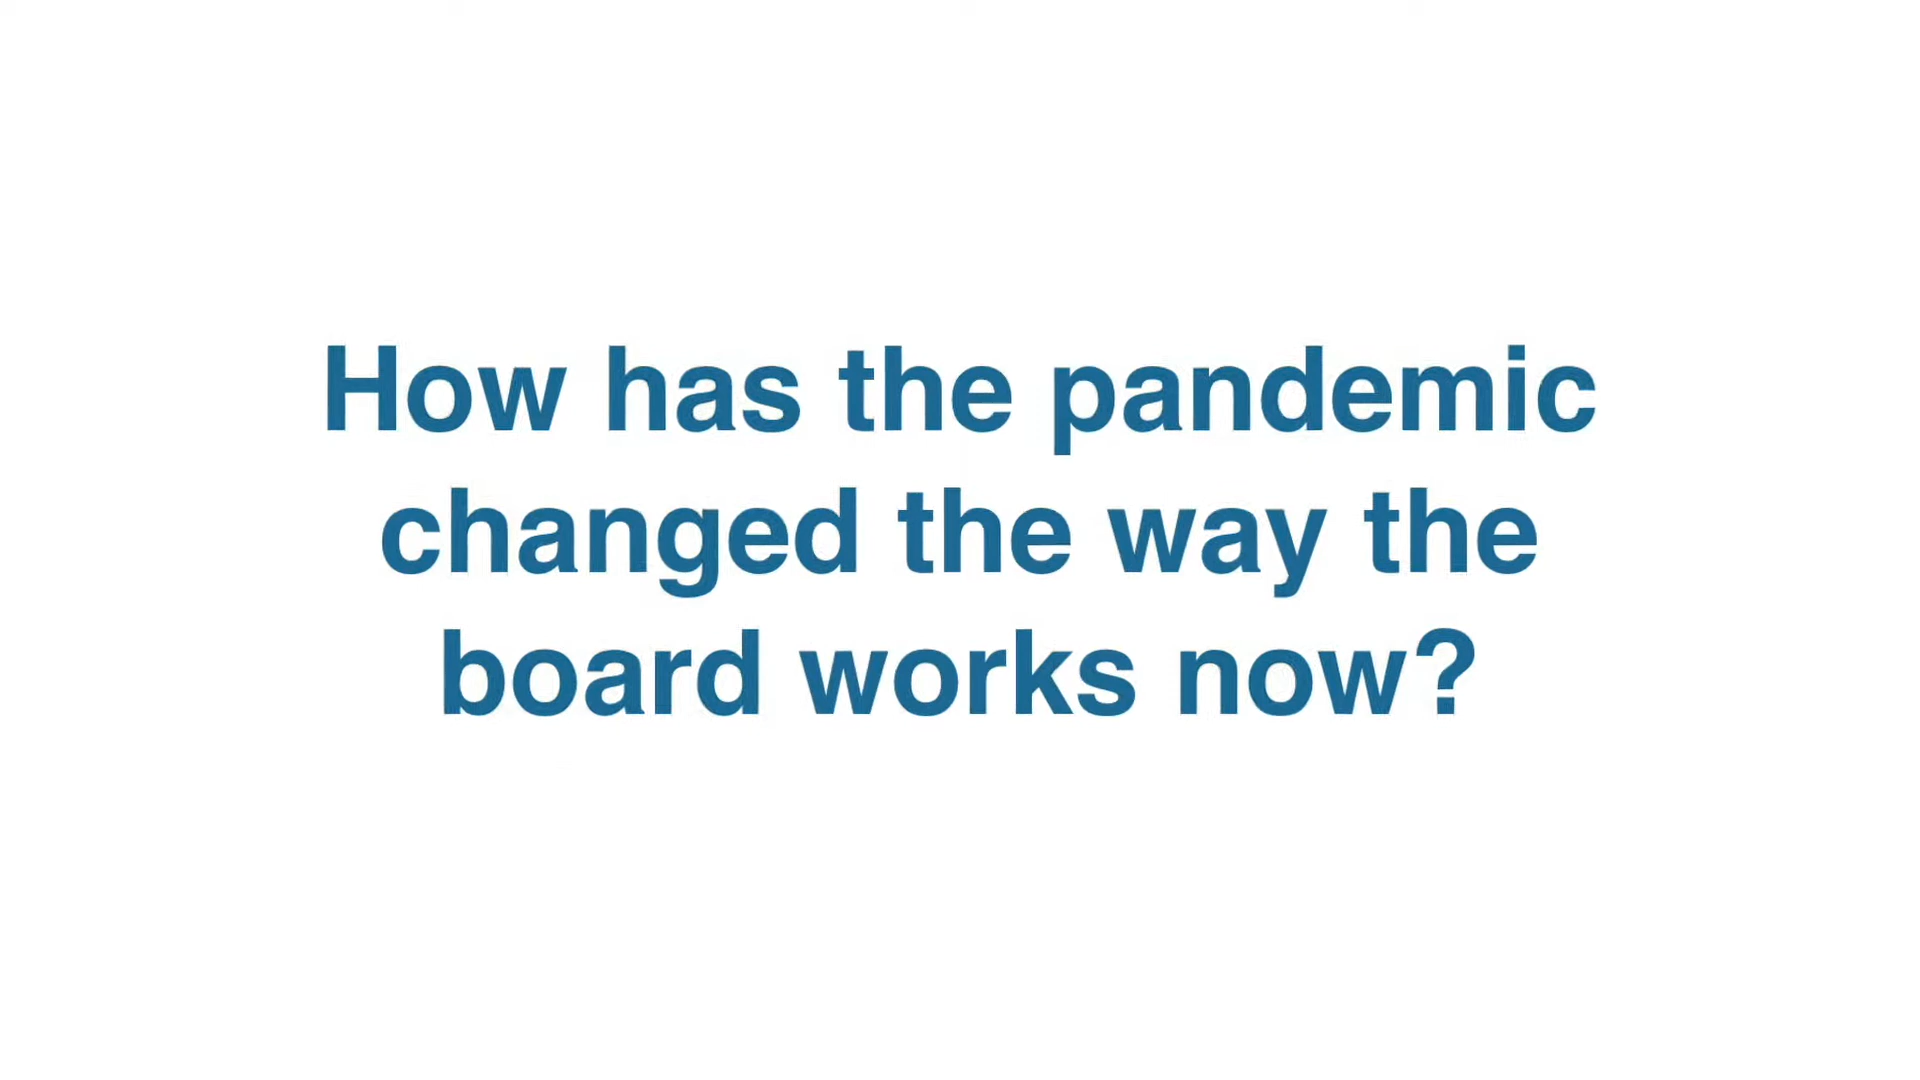 How has the pandemic
changed the way the
board works now?